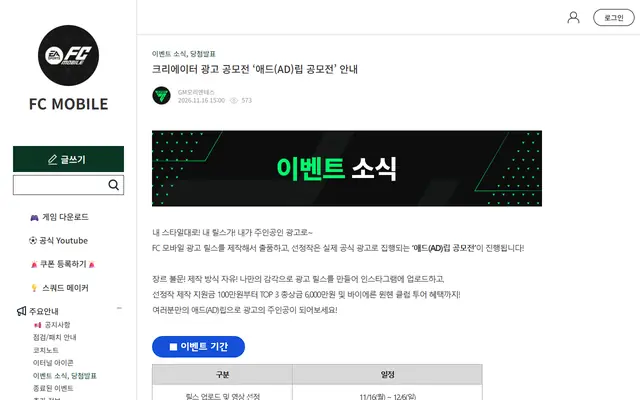 EA SPORTS FC MOBILE
FC MOBILE
글쓰기
게임 다운로드
공식 Youtube
쿠폰 등록하기
스쿼드 메이커
주요안내
공지사항
점검/패치 안내
코치노트
이터널 아이콘
이벤트 소식, 당첨발표
종료된 이벤트
로그인
이벤트 소식, 당첨발표
크리에이터 광고 공모전 ‘애드(AD)립 공모전’ 안내
GM모리엔테스
2026.11.16 15:00 573
이벤트 소식
내 스타일대로! 내 릴스가! 내가 주인공인 광고로~
FC 모바일 광고 릴스를 제작해서 출품하고, 선정작은 실제 공식 광고로 집행되는 ‘애드(AD)립 공모전’이 진행됩니다!
장르 불문! 제작 방식 자유! 나만의 감각으로 광고 릴스를 만들어 인스타그램에 업로드하고,
선정작 제작 지원금 100만원부터 TOP 3 총상금 6,000만원 및 바이에른 뮌헨 클럽 투어 혜택까지!
여러분만의 애드(AD)립으로 광고의 주인공이 되어보세요!
■ 이벤트 기간
구분 일정
릴스 업로드 및 영상 선정 11/16(월) ~ 12/6(일)